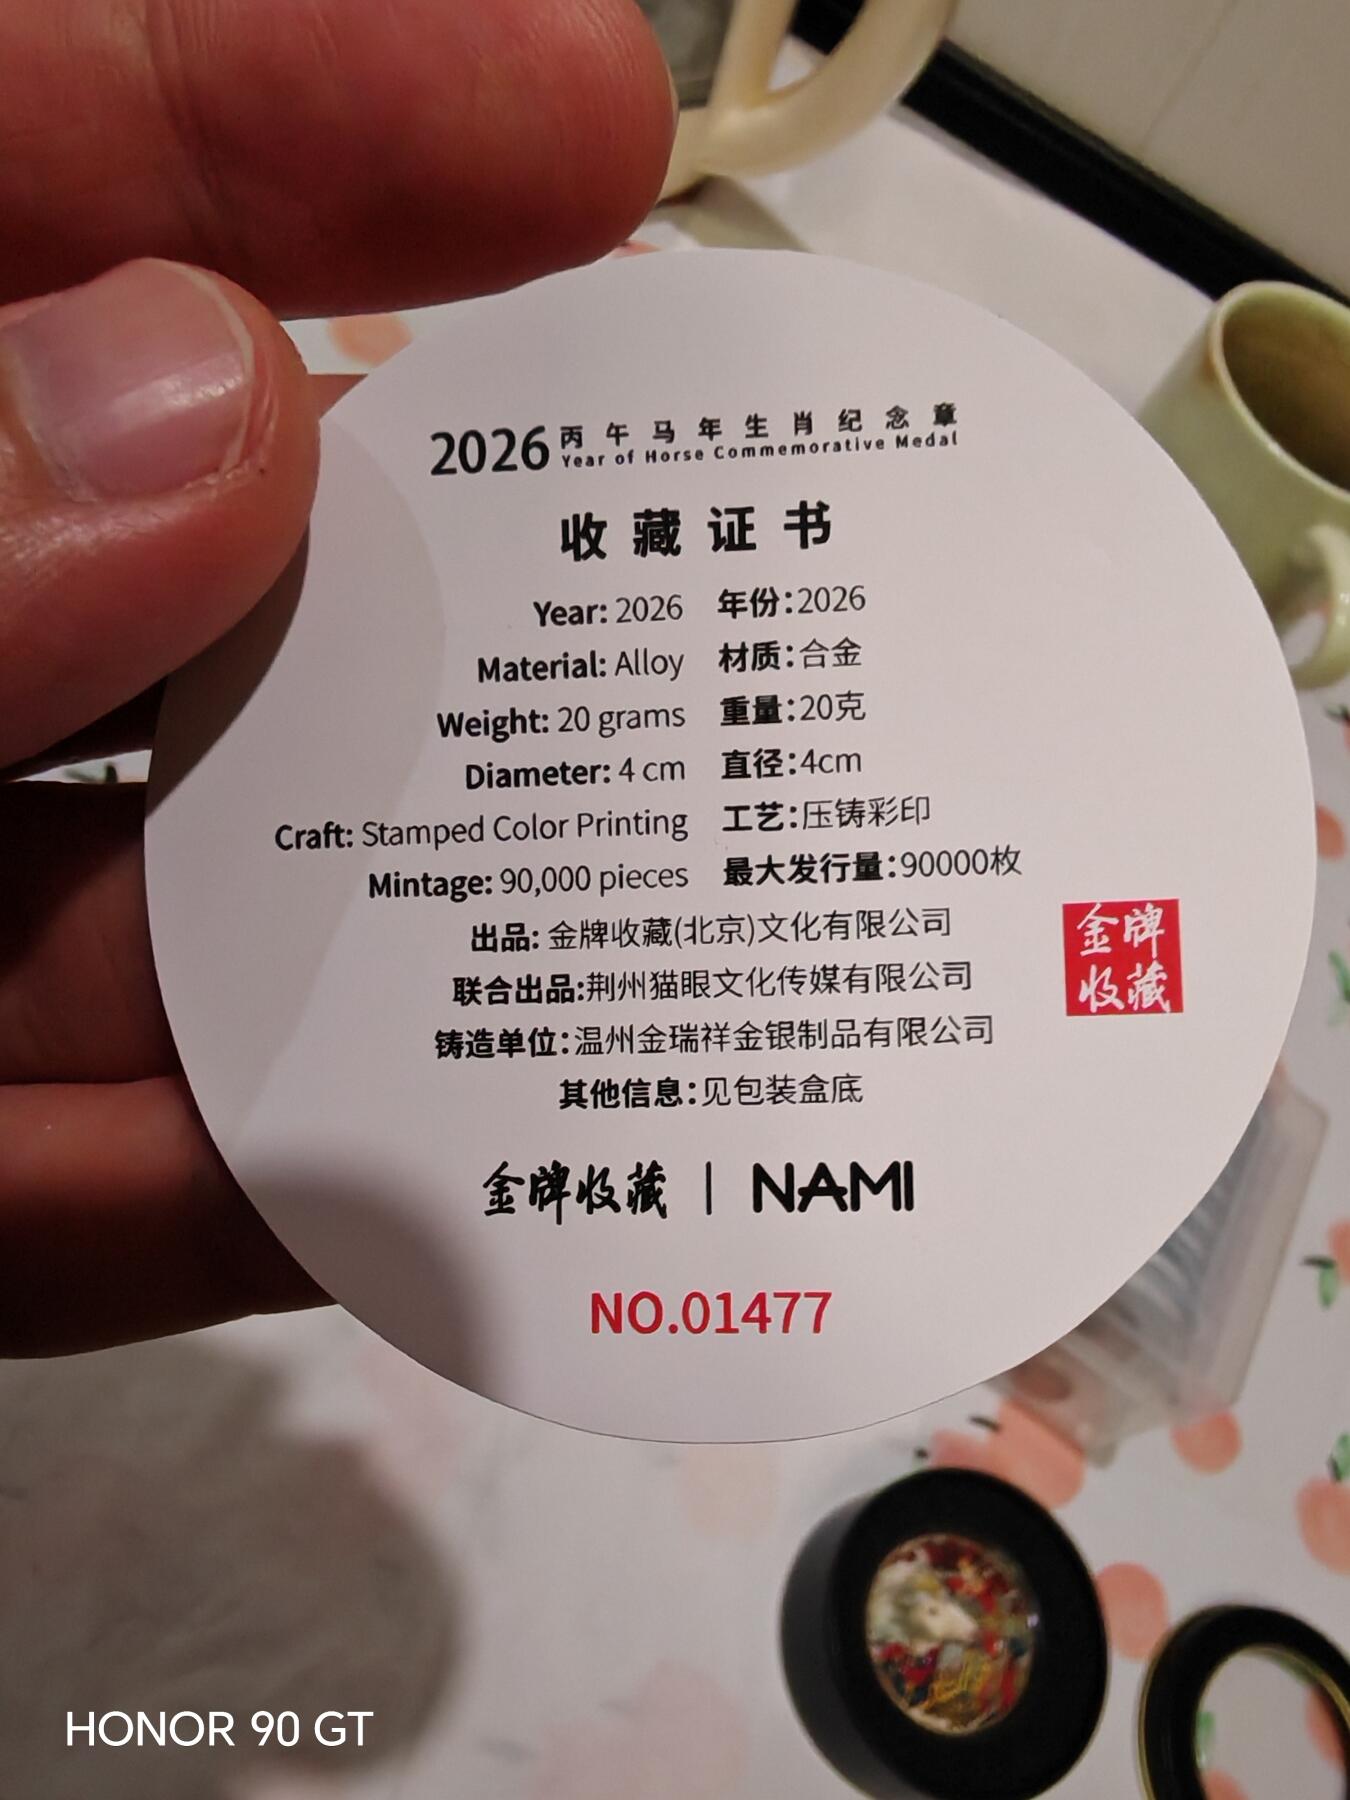 2026 丙午马年生肖纪念章
Year of Horse Commemorative Medal
收藏证书
Year: 2026 年份：2026
Material: Alloy 材质：合金
Weight: 20 grams 重量：20克
Diameter: 4 cm 直径：4cm
Craft: Stamped Color Printing 工艺：压铸彩印
Mintage: 90,000 pieces 最大发行量：90000枚
出品: 金牌收藏(北京)文化有限公司
联合出品:荆州猫眼文化传媒有限公司
铸造单位：温州金瑞祥金银制品有限公司
其他信息：见包装盒底
金牌
收藏
金牌收藏 | NAMI
NO.01477
HONOR 90 GT